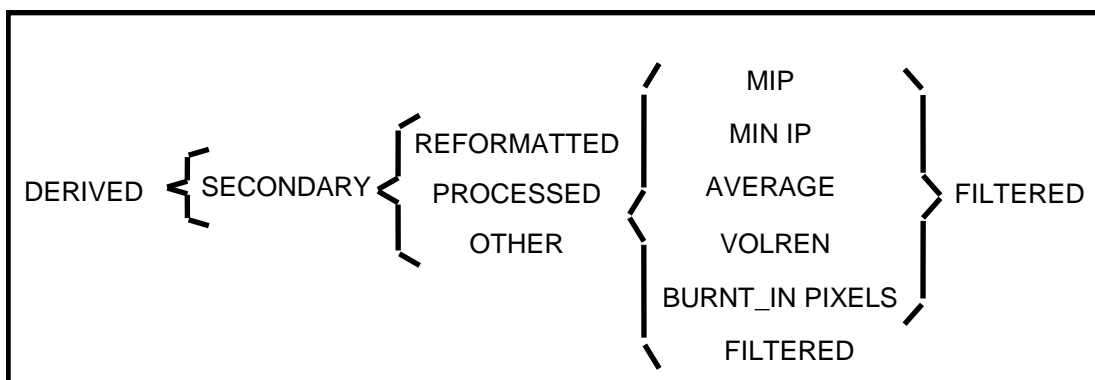 DERIVED
SECONDARY
REFORMATTED
PROCESSED
OTHER
MIP
MIN IP
AVERAGE
VOLREN
BURNT_IN PIXELS
FILTERED
FILTERED